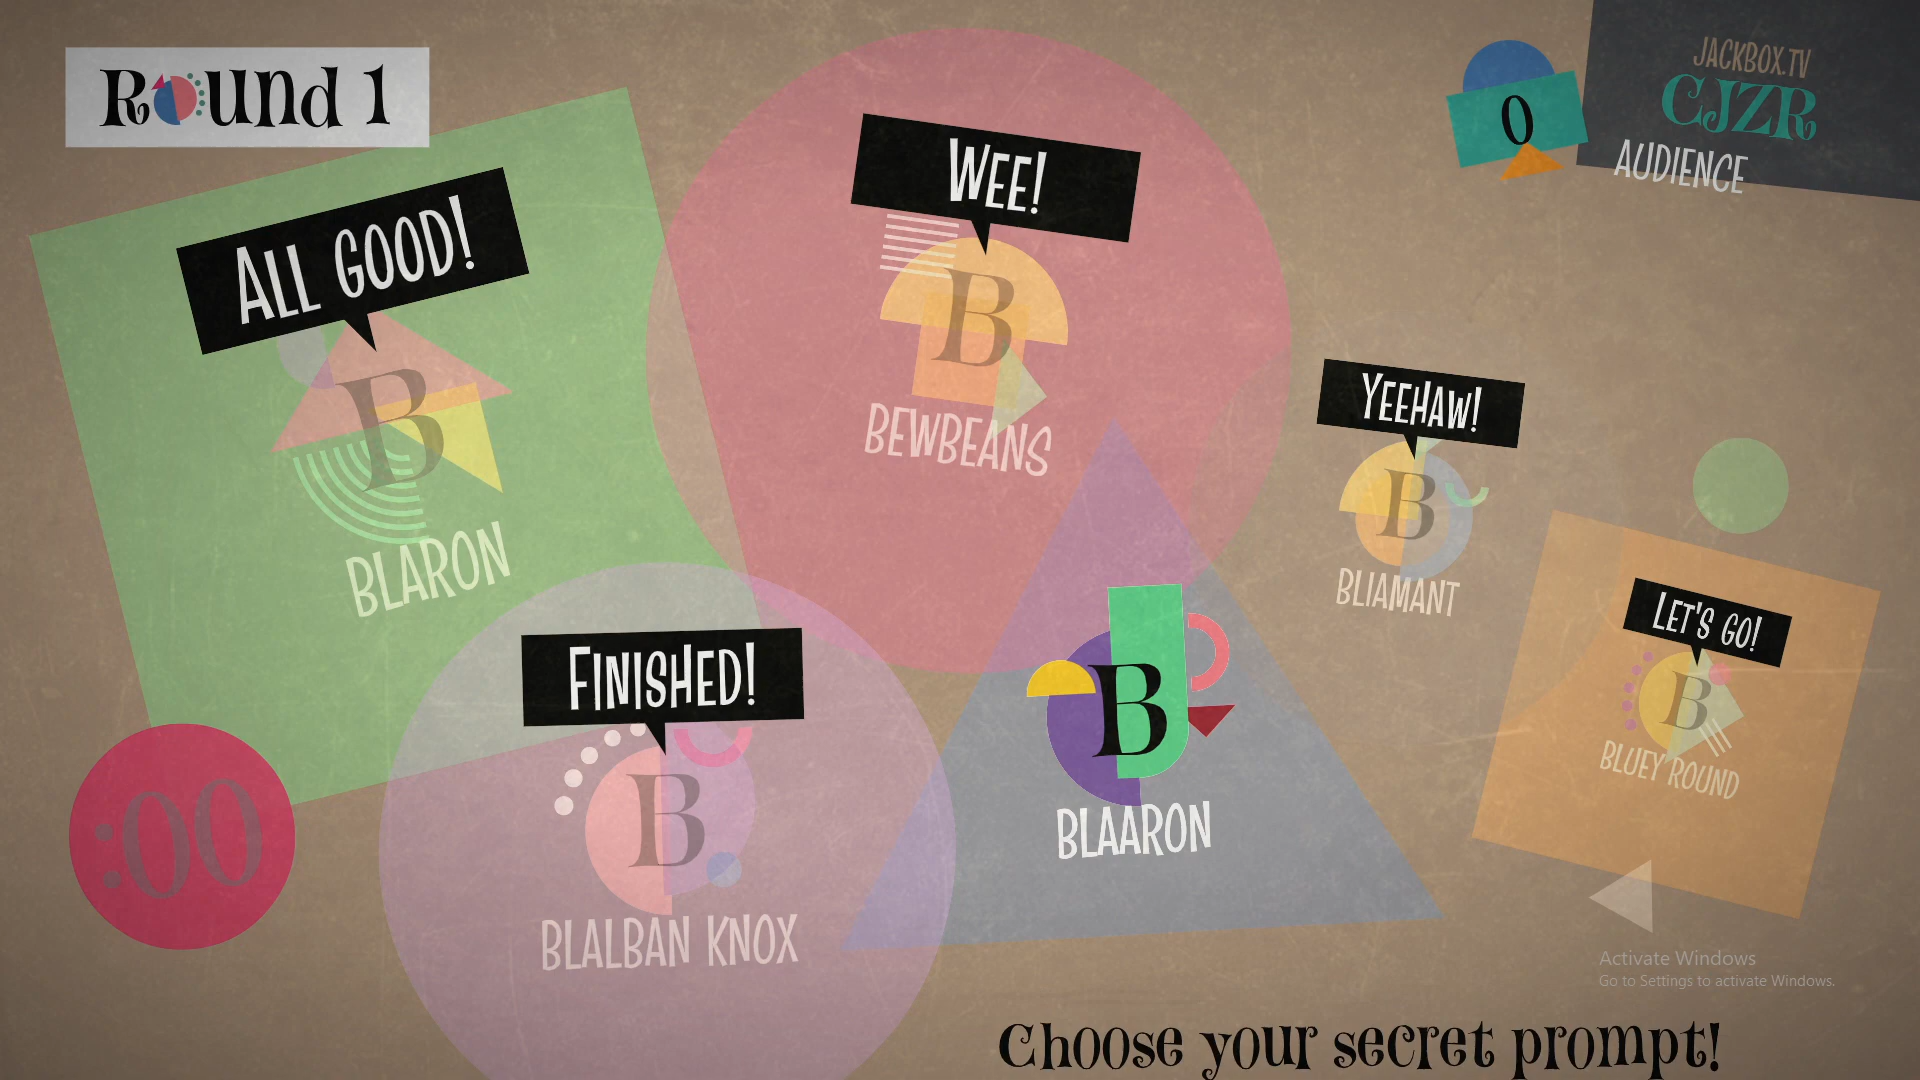 Round 1
JACKBOX.TV
CJZR
0
AUDIENCE
WEE!
B
BEWBEANS
ALL GOOD!
B
BLARON
YEEHAW!
B
BLIAMANT
LET'S GO!
B
BLUEY ROUND
FINISHED!
B
BLALBAN KNOX
B
BLAARON
:00
Activate Windows
Go to Settings to activate Windows.
Choose your secret prompt!